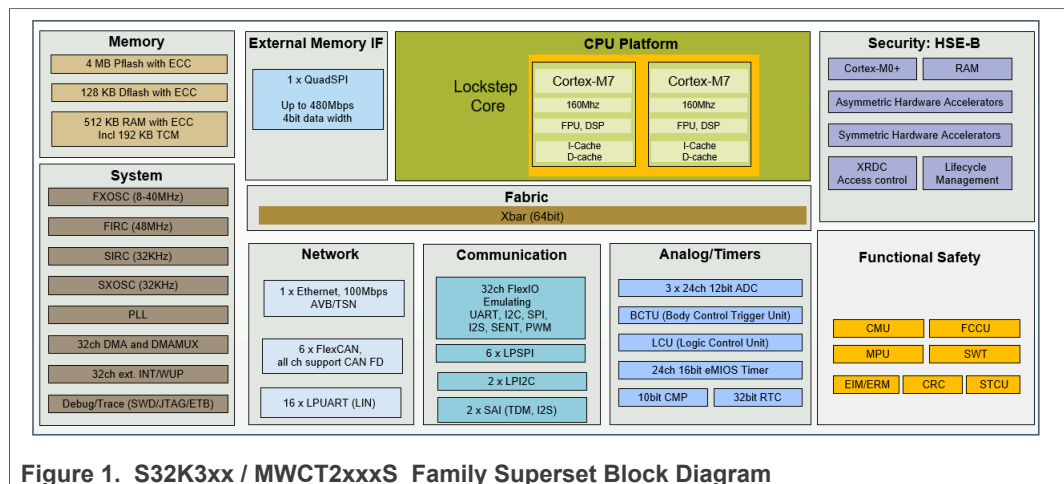 Memory
4 MB Pflash with ECC
128 KB Dflash with ECC
512 KB RAM with ECC
Incl 192 KB TCM
External Memory IF
1 x QuadSPI
Up to 480Mbps
4bit data width
CPU Platform
Lockstep
Core
Cortex-M7
160Mhz
FPU, DSP
I-Cache
D-cache
Cortex-M7
160Mhz
FPU, DSP
I-Cache
D-cache
Security: HSE-B
Cortex-M0+
RAM
Asymmetric Hardware Accelerators
Symmetric Hardware Accelerators
XRDC
Access control
Lifecycle
Management
System
FXOSC (8-40MHz)
FIRC (48MHz)
SIRC (32KHz)
SXOSC (32KHz)
PLL
32ch DMA and DMAMUX
32ch ext. INT/WUP
Debug/Trace (SWD/JTAG/ETB)
Fabric
Xbar (64bit)
Network
1 x Ethernet, 100Mbps
AVB/TSN
6 x FlexCAN,
all ch support CAN FD
16 x LPUART (LIN)
Communication
32ch FlexIO
Emulating
UART, I2C, SPI,
I2S, SENT, PWM
6 x LPSPI
2 x LPI2C
2 x SAI (TDM, I2S)
Analog/Timers
3 x 24ch 12bit ADC
BCTU (Body Control Trigger Unit)
LCU (Logic Control Unit)
24ch 16bit eMIOS Timer
10bit CMP
32bit RTC
Functional Safety
CMU
FCCU
MPU
SWT
EIM/ERM
CRC
STCU
Figure 1. S32K3xx / MWCT2xxxS Family Superset Block Diagram